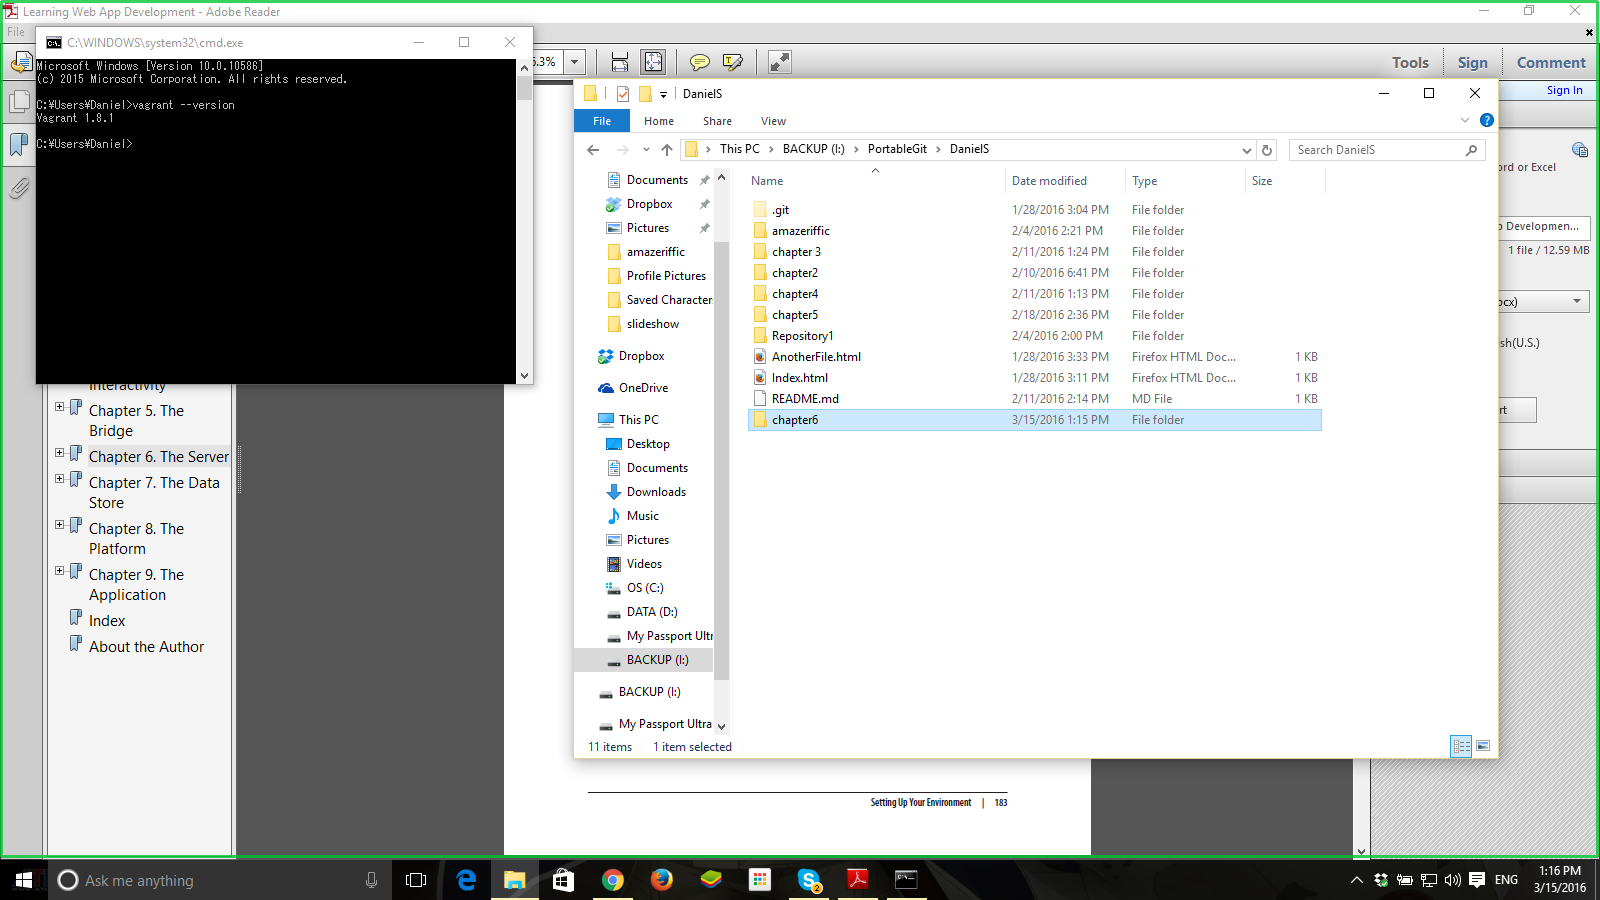 Learning Web App Development - Adobe Reader
File
C:\WINDOWS\system32\cmd.exe
Microsoft Windows [Version 10.0.10586]
(c) 2015 Microsoft Corporation. All rights reserved.
C:¥Users¥Daniel>vagrant --version
Vagrant 1.8.1
C:¥Users¥Daniel>
5.3%
Tools
Sign
Comment
Sign In
ord or Excel
b Developmen...
1 file / 12.59 MB
ocx)
sh(U.S.)
rt
Interactivity
Chapter 5. The
Bridge
Chapter 6. The Server
Chapter 7. The Data
Store
Chapter 8. The
Platform
Chapter 9. The
Application
Index
About the Author
DanielS
File Home Share View
This PC > BACKUP (I:) > PortableGit > DanielS
Search DanielS
Documents
Dropbox
Pictures
amazeriffic
Profile Pictures
Saved Character
slideshow
Dropbox
OneDrive
This PC
Desktop
Documents
Downloads
Music
Pictures
Videos
OS (C:)
DATA (D:)
My Passport Ultr
BACKUP (I:)
BACKUP (I:)
My Passport Ultra
Name Date modified Type Size
.git 1/28/2016 3:04 PM File folder
amazeriffic 2/4/2016 2:21 PM File folder
chapter 3 2/11/2016 1:24 PM File folder
chapter2 2/10/2016 6:41 PM File folder
chapter4 2/11/2016 1:13 PM File folder
chapter5 2/18/2016 2:36 PM File folder
Repository1 2/4/2016 2:00 PM File folder
AnotherFile.html 1/28/2016 3:33 PM Firefox HTML Doc... 1 KB
Index.html 1/28/2016 3:11 PM Firefox HTML Doc... 1 KB
README.md 2/11/2016 2:14 PM MD File 1 KB
chapter6 3/15/2016 1:15 PM File folder
11 items 1 item selected
Setting Up Your Environment | 183
Ask me anything
2
ENG
1:16 PM
3/15/2016